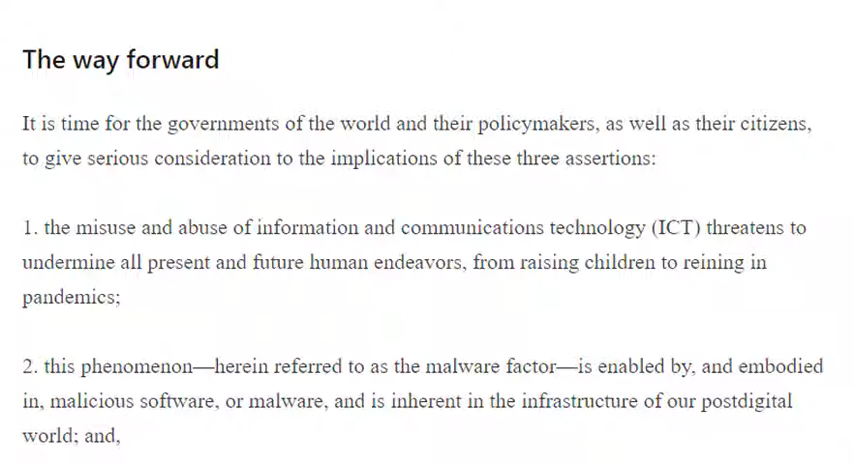 The way forward
It is time for the governments of the world and their policymakers, as well as their citizens,
to give serious consideration to the implications of these three assertions:
1. the misuse and abuse of information and communications technology (ICT) threatens to
undermine all present and future human endeavors, from raising children to reining in
pandemics;
2. this phenomenon—herein referred to as the malware factor—is enabled by, and embodied
in, malicious software, or malware, and is inherent in the infrastructure of our postdigital
world; and,